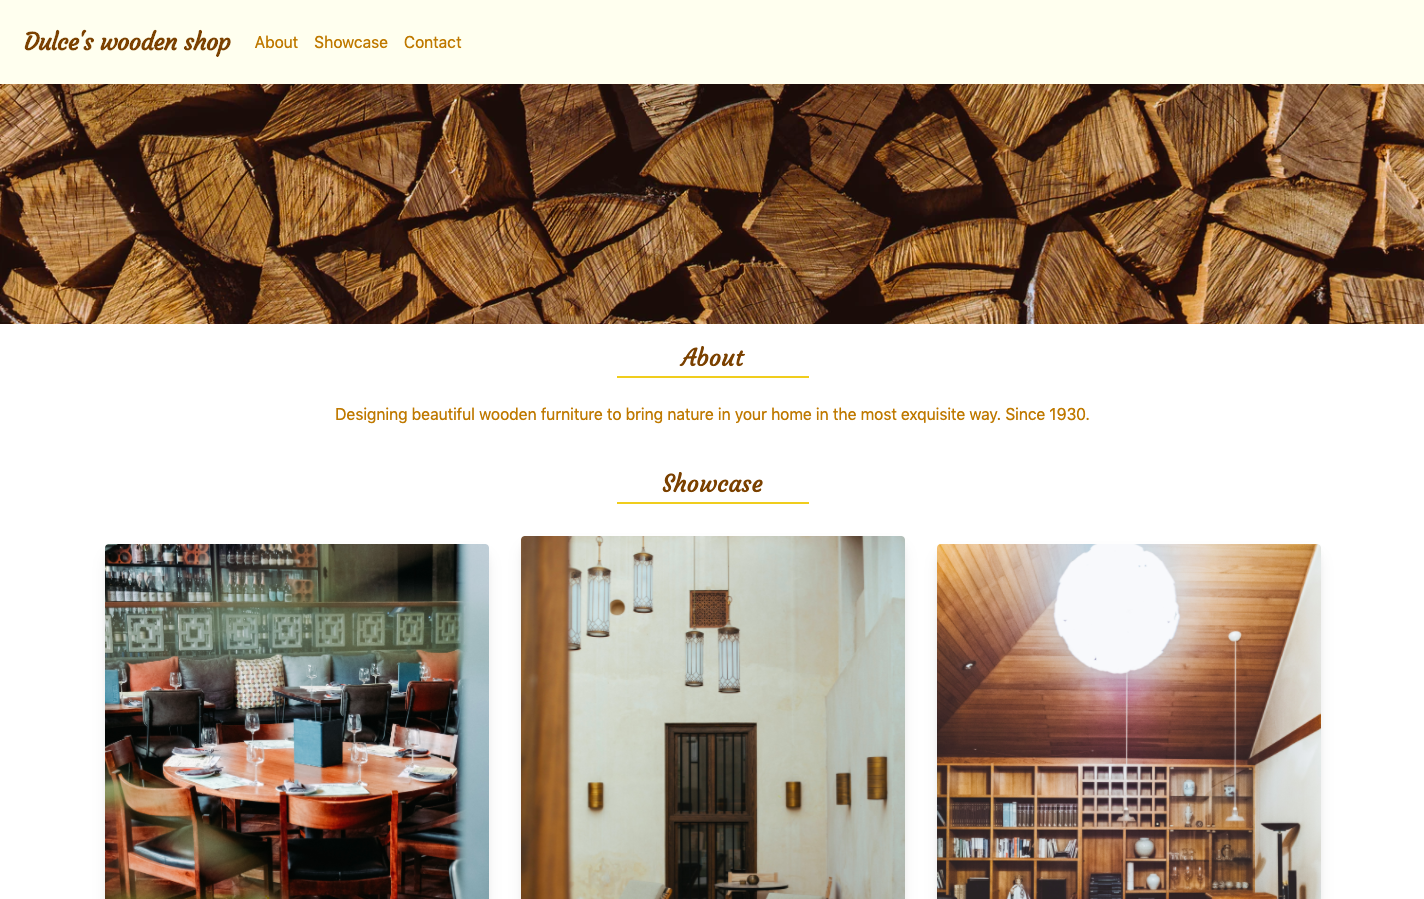 Dulce's wooden shop About Showcase Contact
About
Designing beautiful wooden furniture to bring nature in your home in the most exquisite way. Since 1930.
Showcase